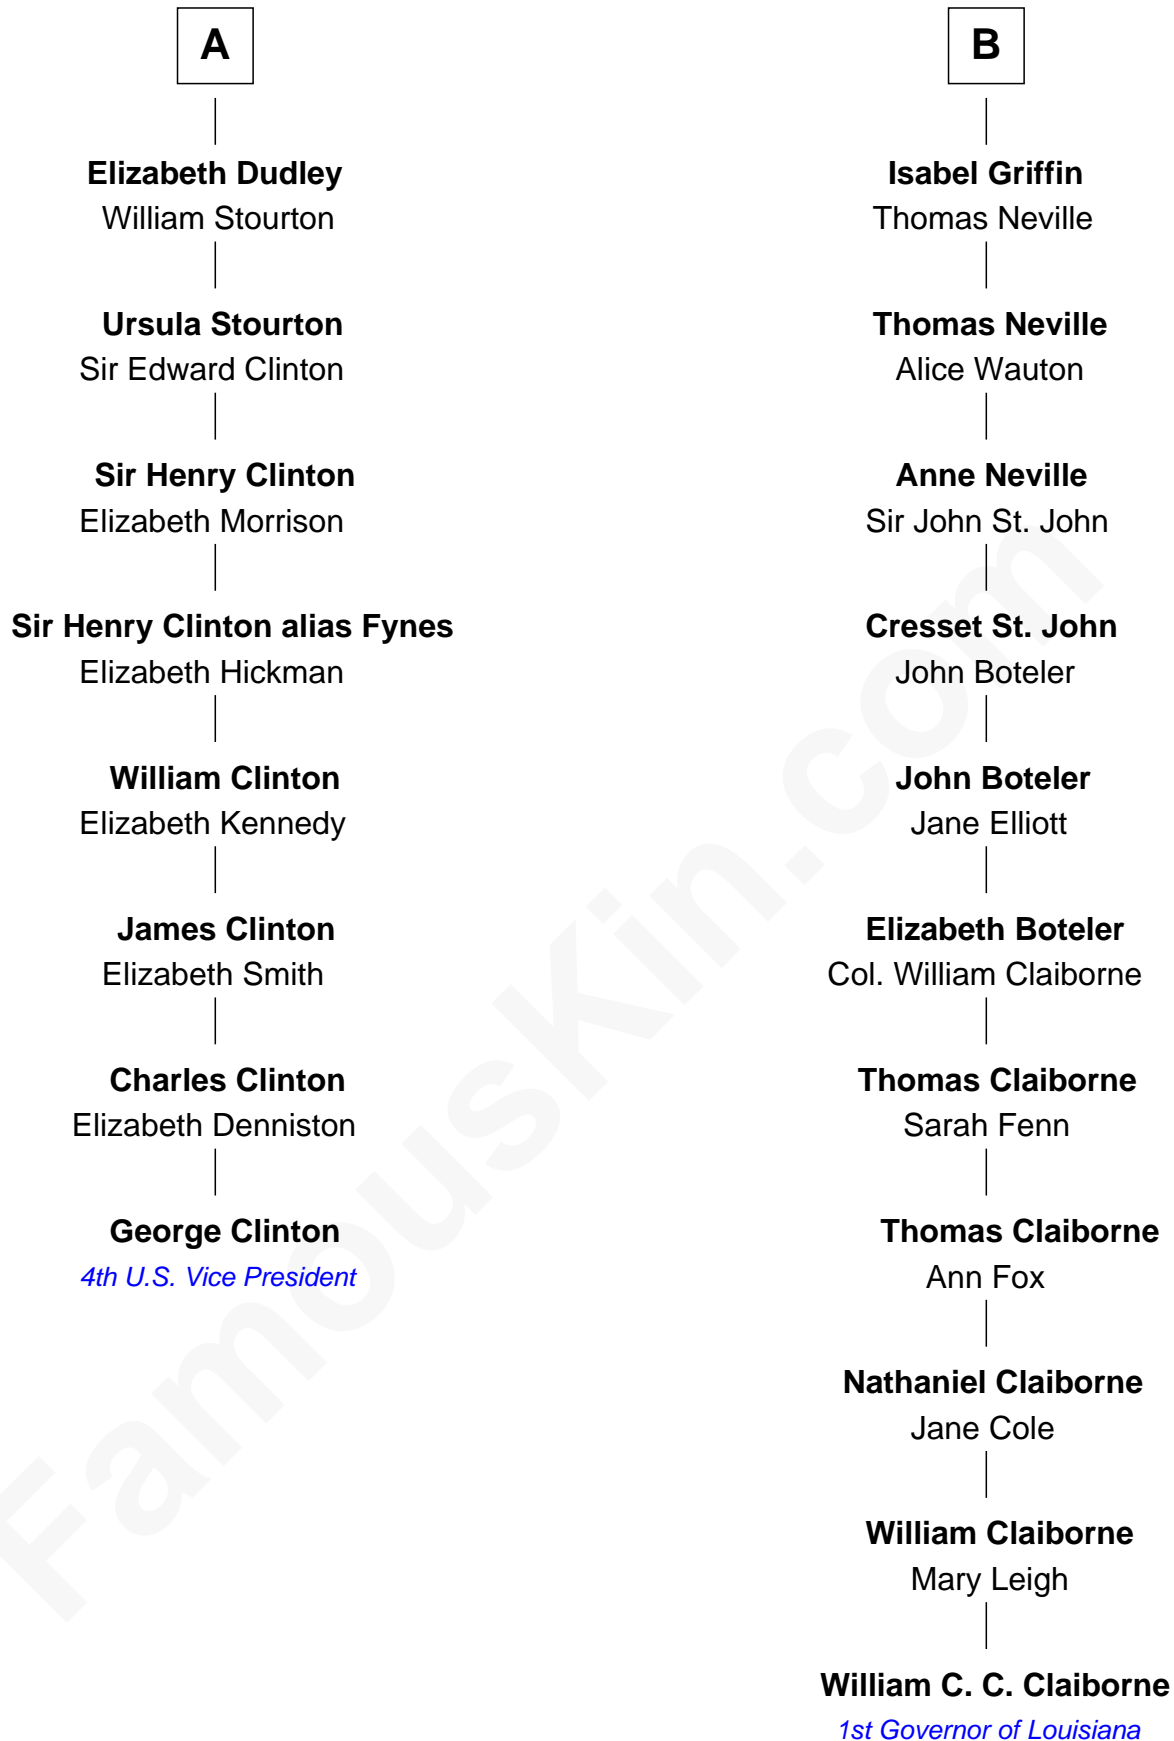 A
Elizabeth Dudley
William Stourton
Ursula Stourton
Sir Edward Clinton
Sir Henry Clinton
Elizabeth Morrison
Sir Henry Clinton alias Fynes
Elizabeth Hickman
William Clinton
Elizabeth Kennedy
James Clinton
Elizabeth Smith
Charles Clinton
Elizabeth Denniston
George Clinton
4th U.S. Vice President
B
Isabel Griffin
Thomas Neville
Thomas Neville
Alice Wauton
Anne Neville
Sir John St. John
Cresset St. John
John Boteler
John Boteler
Jane Elliott
Elizabeth Boteler
Col. William Claiborne
Thomas Claiborne
Sarah Fenn
Thomas Claiborne
Ann Fox
Nathaniel Claiborne
Jane Cole
William Claiborne
Mary Leigh
William C. C. Claiborne
1st Governor of Louisiana
FamousKin.com